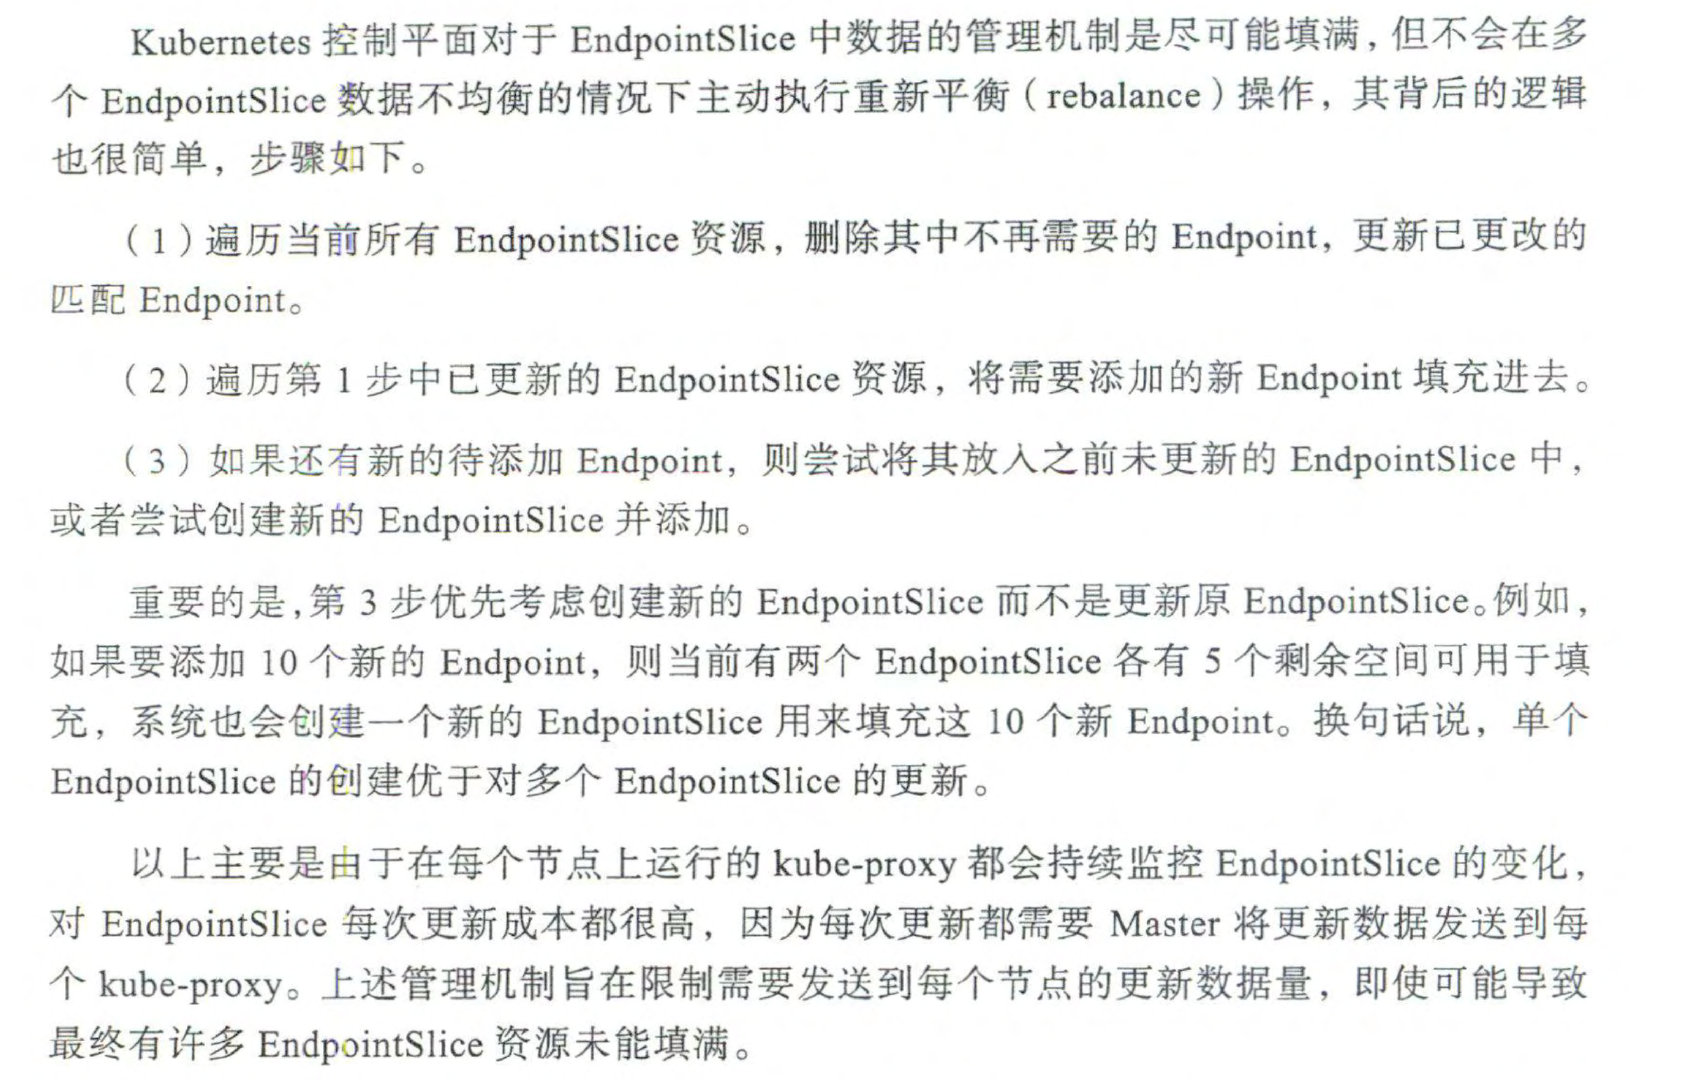 Kubernetes 控制平面对于 EndpointSlice 中数据的管理机制是尽可能填满，但不会在多
个 EndpointSlice 数据不均衡的情况下主动执行重新平衡（rebalance）操作，其背后的逻辑
也很简单，步骤如下。
（1）遍历当前所有 EndpointSlice 资源，删除其中不再需要的 Endpoint，更新已更改的
匹配 Endpoint。
（2）遍历第 1 步中已更新的 EndpointSlice 资源，将需要添加的新 Endpoint 填充进去。
（3）如果还有新的待添加 Endpoint，则尝试将其放入之前未更新的 EndpointSlice 中，
或者尝试创建新的 EndpointSlice 并添加。
重要的是，第 3 步优先考虑创建新的 EndpointSlice 而不是更新原 EndpointSlice。例如，
如果要添加 10 个新的 Endpoint，则当前有两个 EndpointSlice 各有 5 个剩余空间可用于填
充，系统也会创建一个新的 EndpointSlice 用来填充这 10 个新 Endpoint。换句话说，单个
EndpointSlice 的创建优于对多个 EndpointSlice 的更新。
以上主要是由于在每个节点上运行的 kube-proxy 都会持续监控 EndpointSlice 的变化，
对 EndpointSlice 每次更新成本都很高，因为每次更新都需要 Master 将更新数据发送到每
个 kube-proxy。上述管理机制旨在限制需要发送到每个节点的更新数据量，即使可能导致
最终有许多 EndpointSlice 资源未能填满。